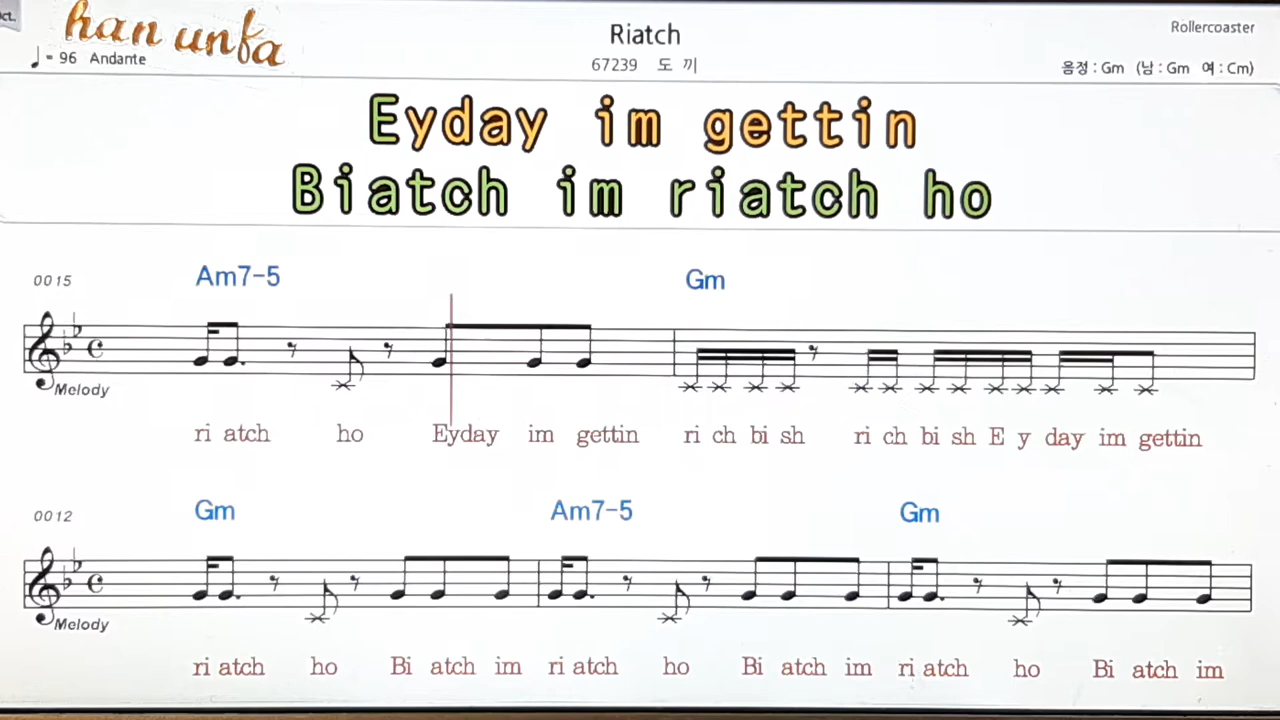 ct.
han unfa
Riatch
Rollercoaster
♩= 96 Andante
67239 도 끼
음정 : Gm (남 : Gm 여 : Cm)
Eyday im gettin
Biatch im riatch ho
0015 Am7-5 Gm
Melody
ri atch ho Eyday im gettin ri ch bi sh ri ch bi sh E y day im gettin
0012 Gm Am7-5 Gm
Melody
ri atch ho Bi atch im ri atch ho Bi atch im ri atch ho Bi atch im